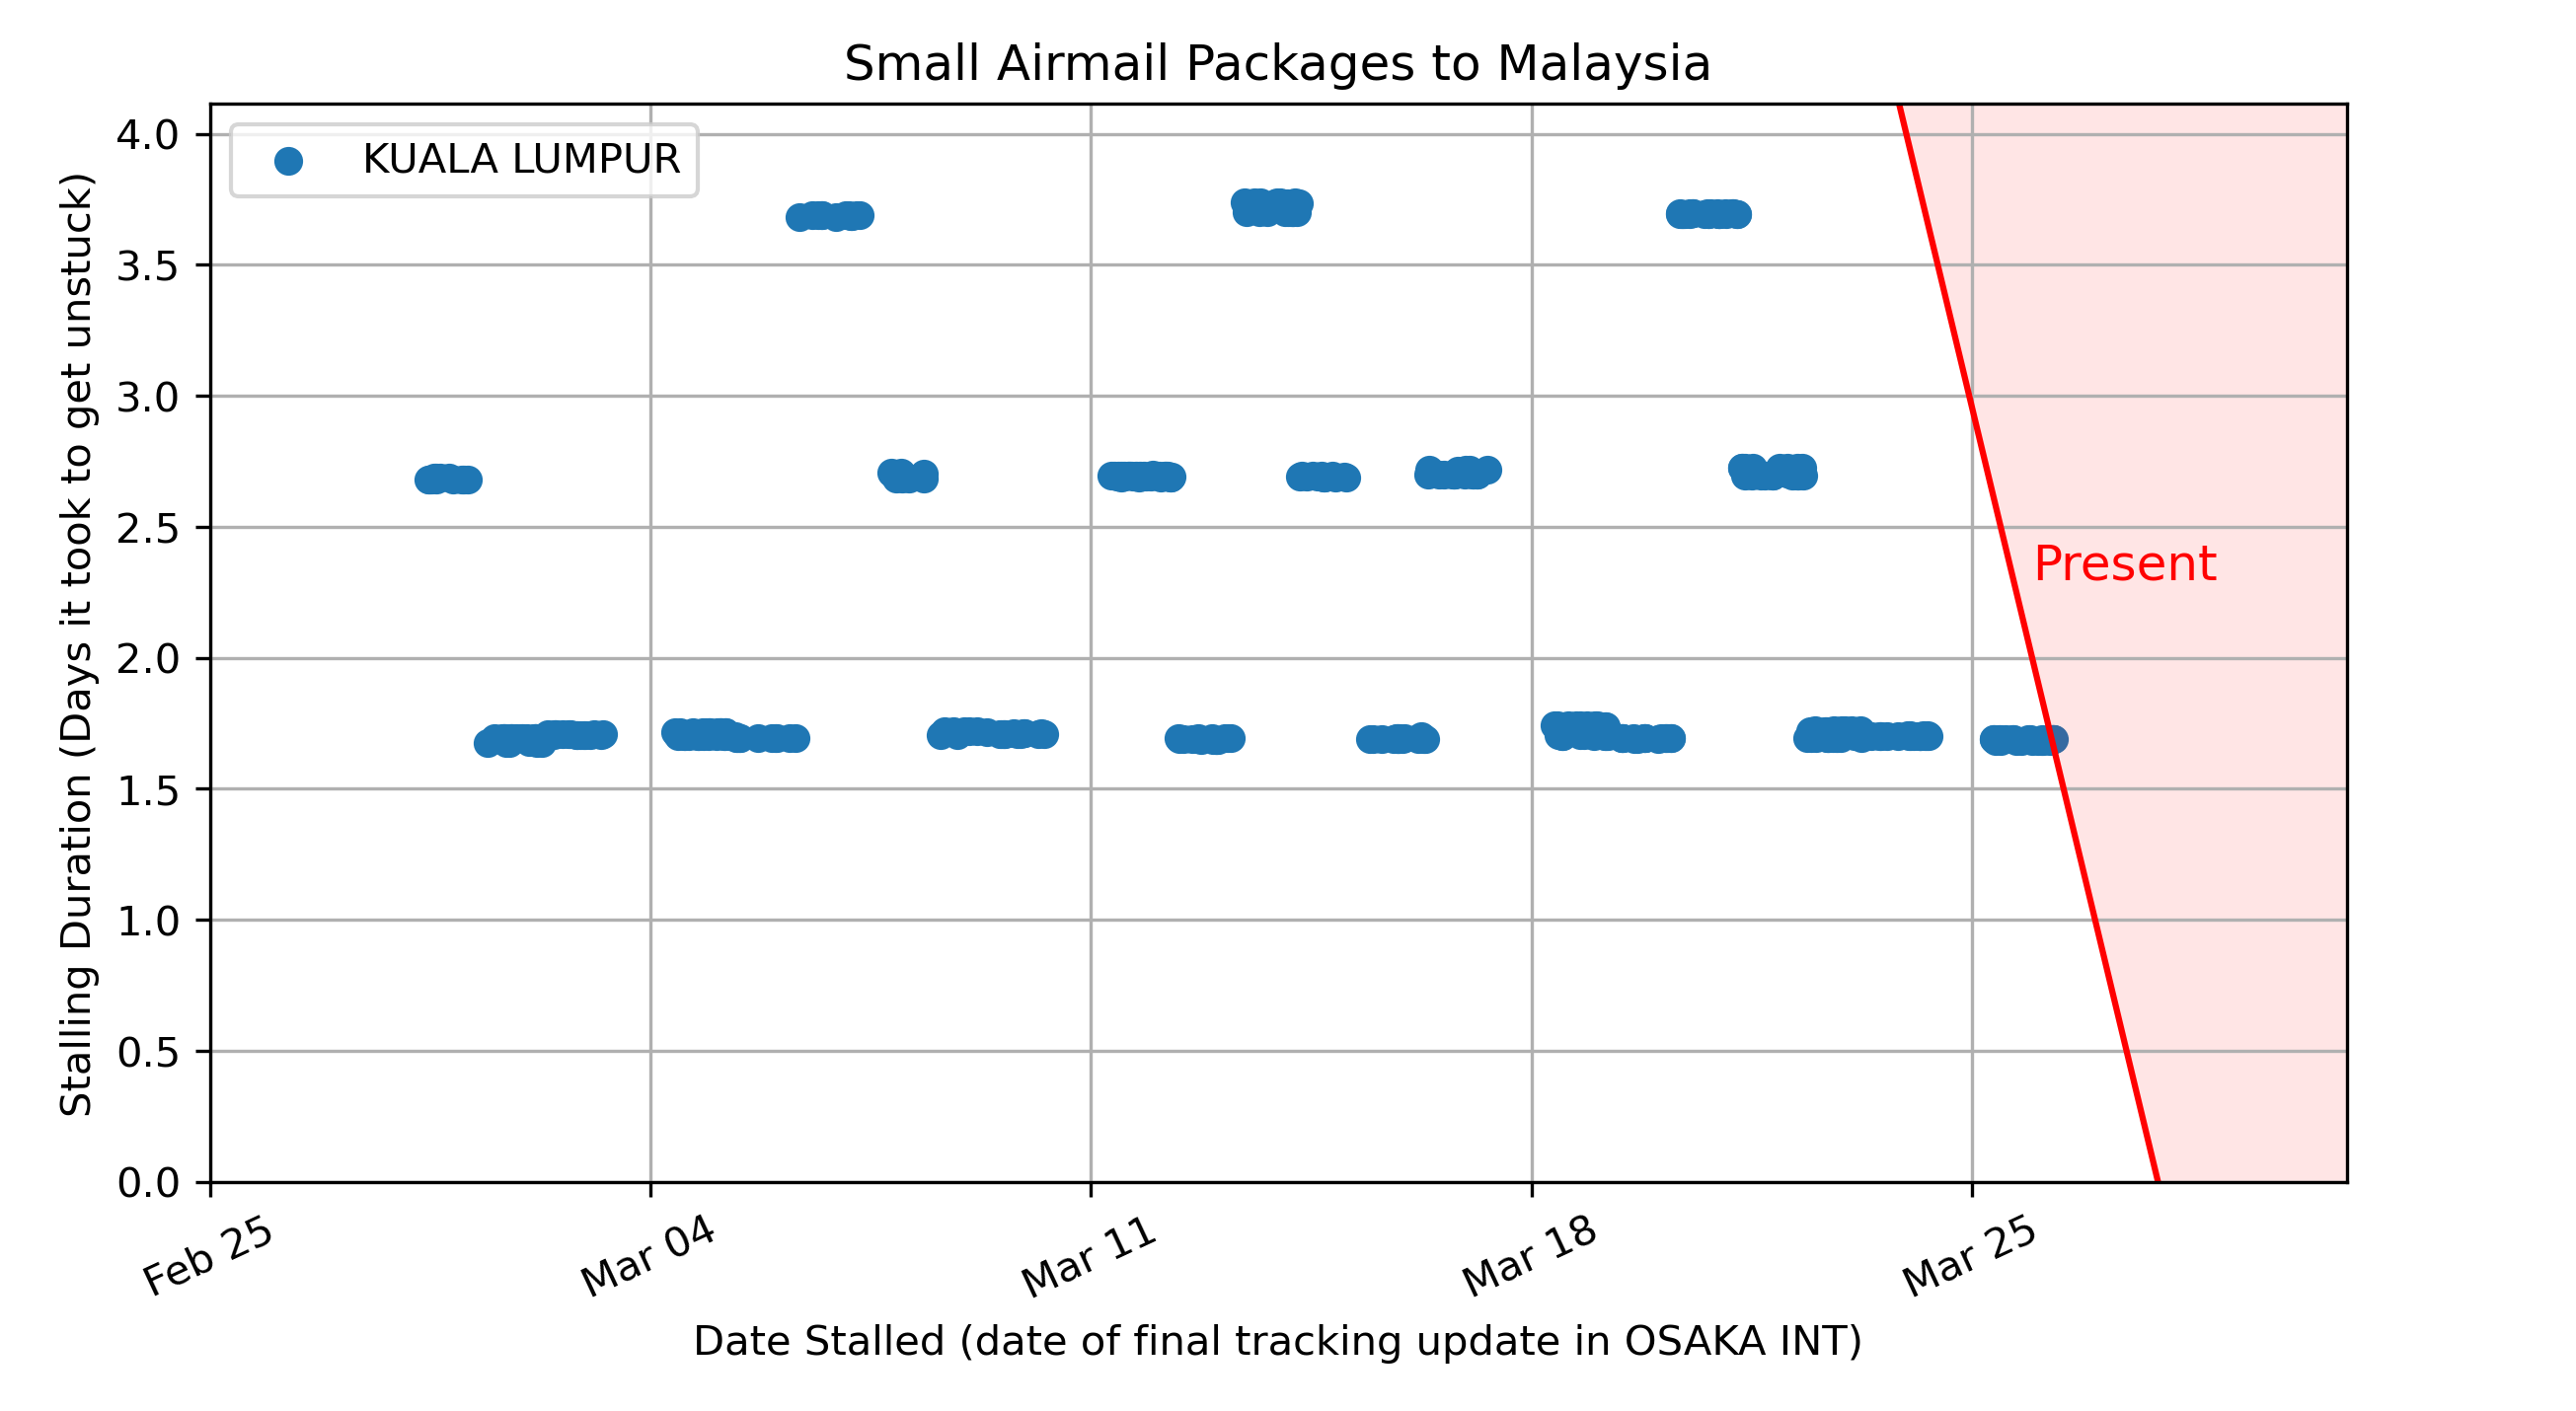 Small Airmail Packages to Malaysia
KUALA LUMPUR
4.0
3.5
3.0
2.5
2.0
1.5
1.0
0.5
0.0
Stalling Duration (Days it took to get unstuck)
Present
Feb 25
Mar 04
Mar 11
Mar 18
Mar 25
Date Stalled (date of final tracking update in OSAKA INT)